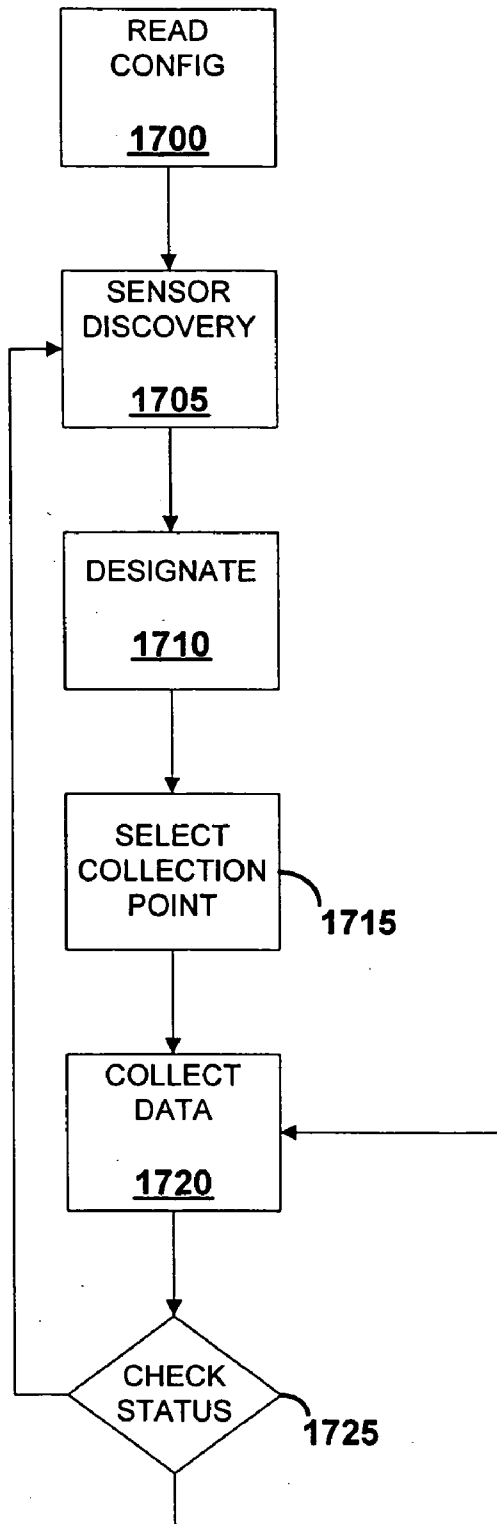 READ
CONFIG
1700
SENSOR
DISCOVERY
1705
DESIGNATE
1710
SELECT
COLLECTION
POINT
1715
COLLECT
DATA
1720
CHECK
STATUS
1725